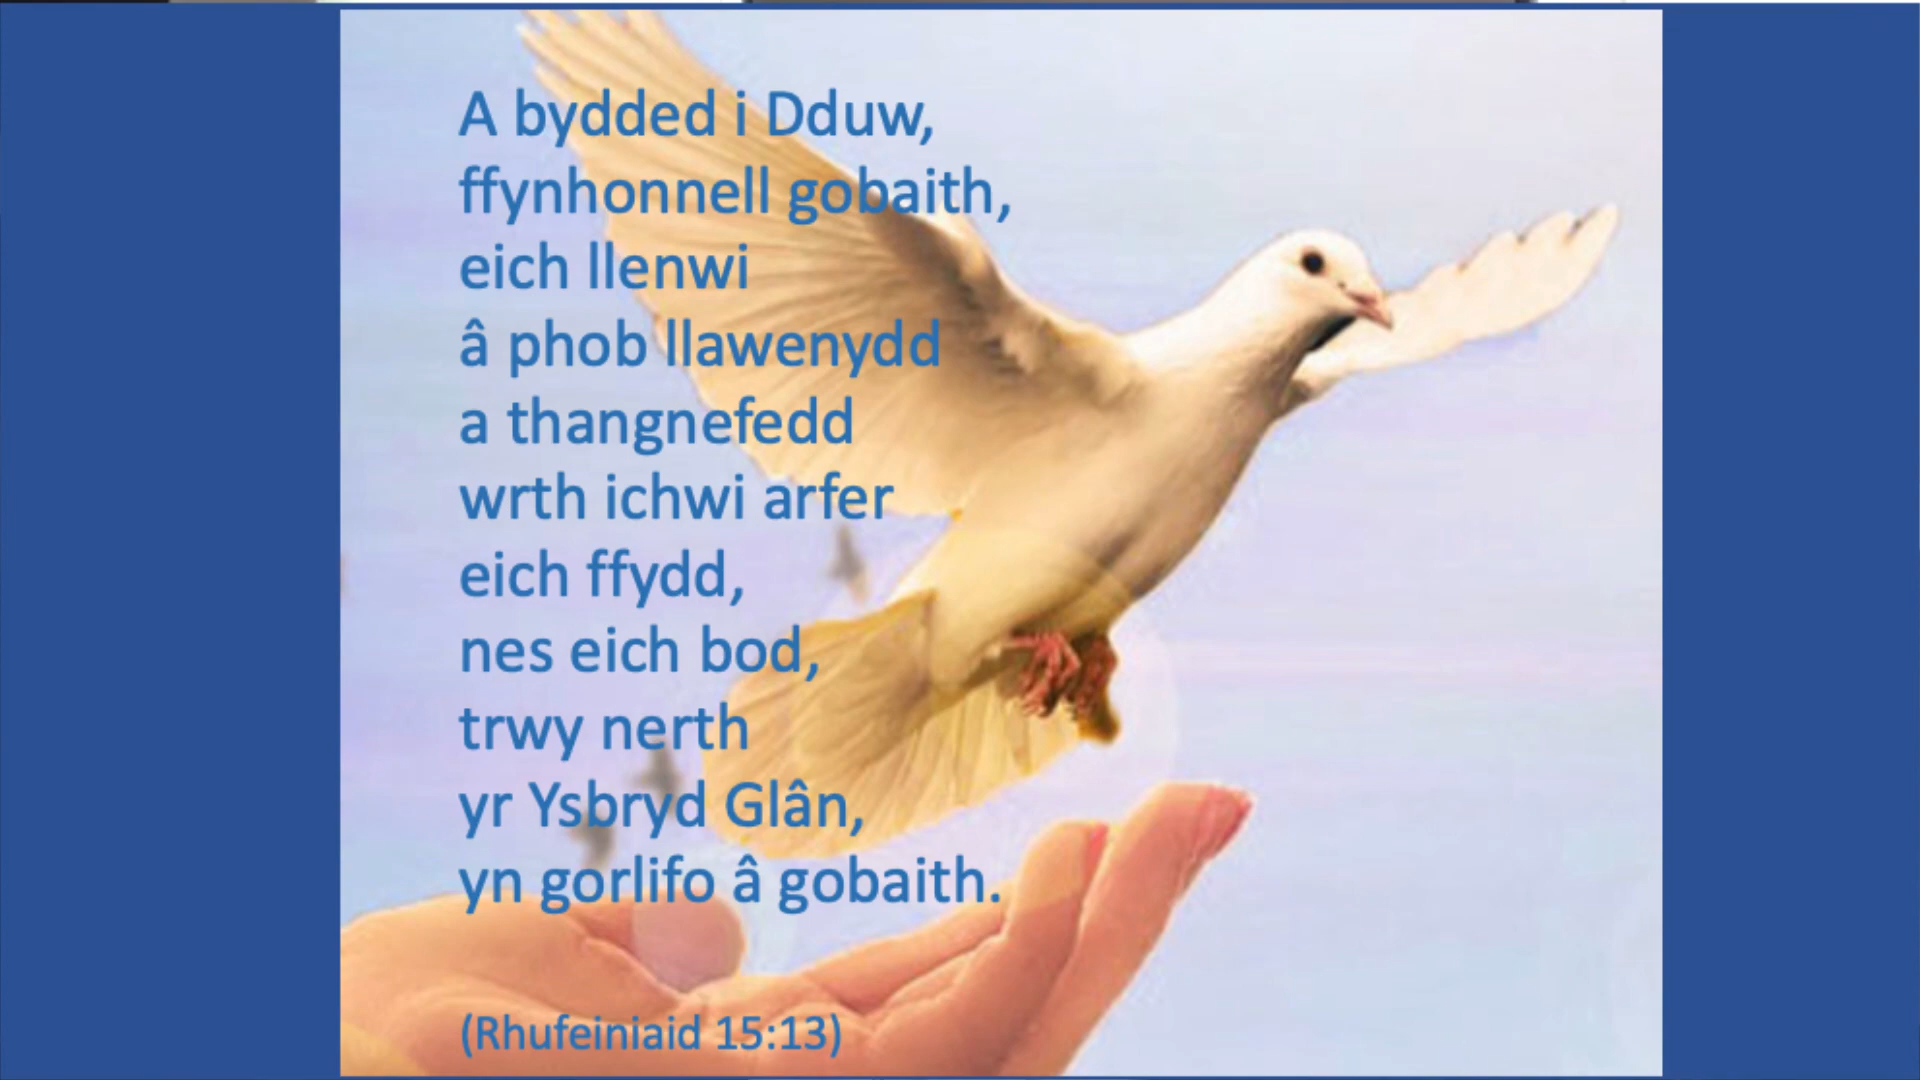 A bydded i Dduw,
ffynhonnell gobaith,
eich llenwi
â phob llawenydd
a thangnefedd
wrth ichwi arfer
eich ffydd,
nes eich bod,
trwy nerth
yr Ysbryd Glân,
yn gorlifo â gobaith.
(Rhufeiniaid 15:13)